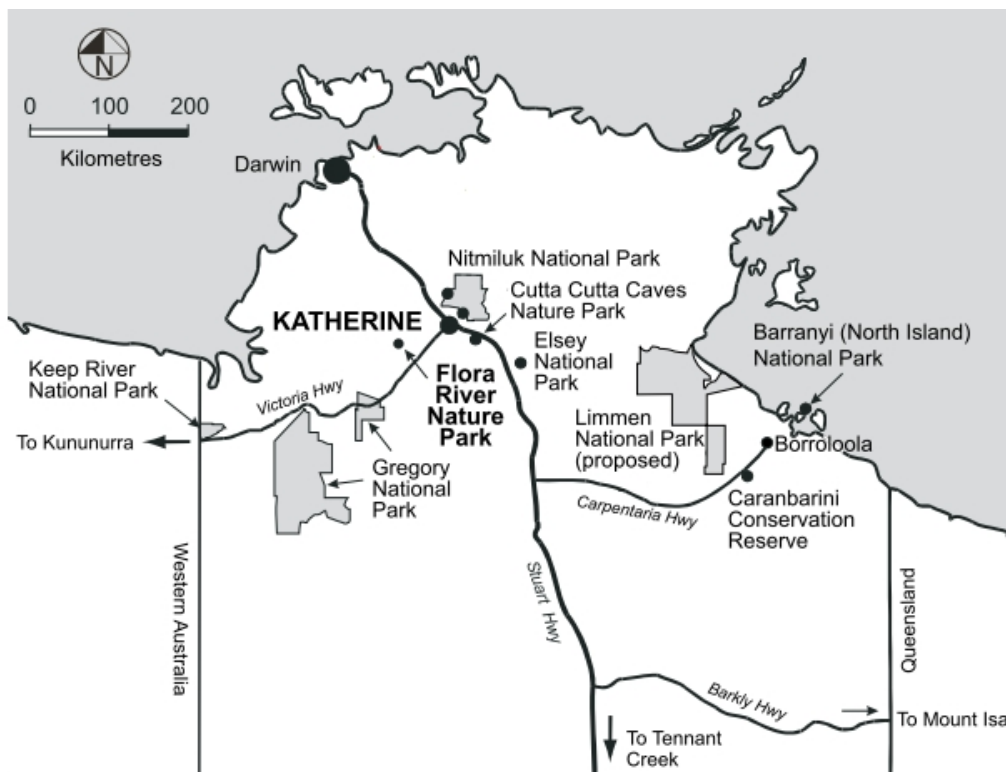 N
0 100 200
Kilometres
Darwin
Nitmiluk National Park
Cutta Cutta Caves
Nature Park
KATHERINE
Elsey
National
Park
Barranyi (North Island)
National Park
Keep River
National Park
Victoria Hwy
Flora
River
Nature
Park
Limmen
National Park
(proposed)
To Kununurra
Borroloola
Gregory
National
Park
Carpentaria Hwy
Caranbarini
Conservation
Reserve
Western Australia
Stuart Hwy
Queensland
Barkly Hwy
To Mount Isa
To Tennant
Creek